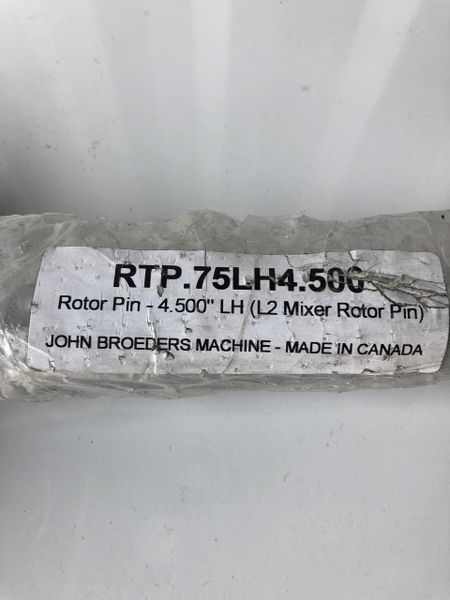 RTP.75LH4.500
Rotor Pin - 4.500" LH (L2 Mixer Rotor Pin)
JOHN BROEDERS MACHINE - MADE IN CANADA